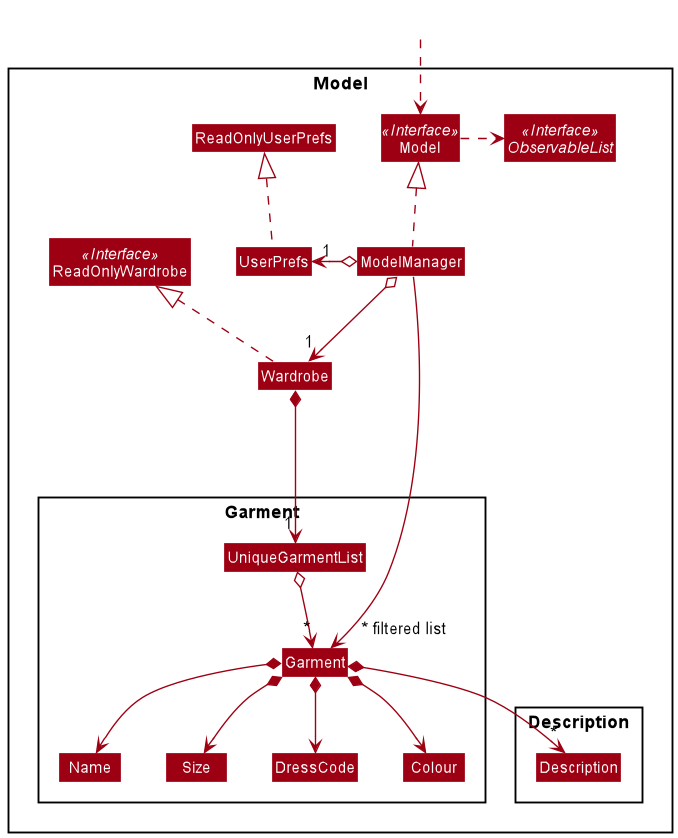 Model
ReadOnlyUserPrefs
«Interface»
Model
«Interface»
ObservableList
«Interface»
ReadOnlyWardrobe
UserPrefs
1
ModelManager
1
Wardrobe
Garment
1
UniqueGarmentList
*
* filtered list
Garment
Description
*
Name
Size
DressCode
Colour
Description